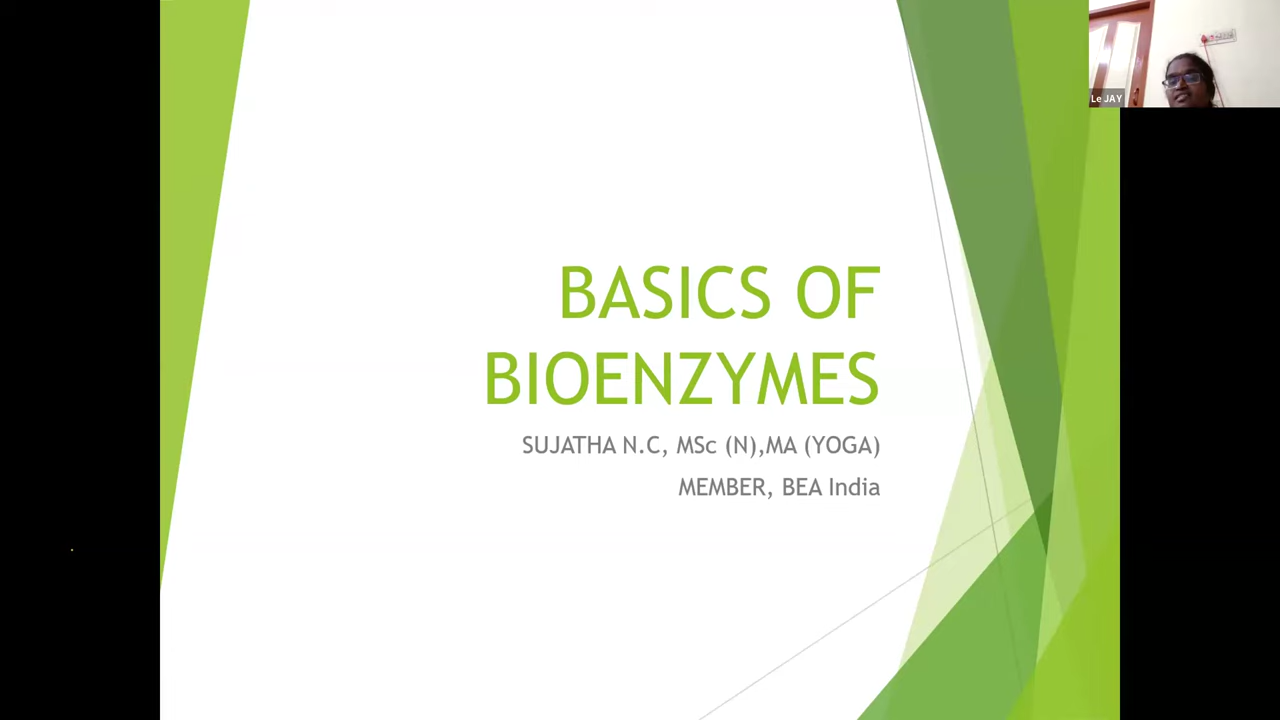 Le JAY
BASICS OF
BIOENZYMES
SUJATHA N.C, MSc (N),MA (YOGA)
MEMBER, BEA India